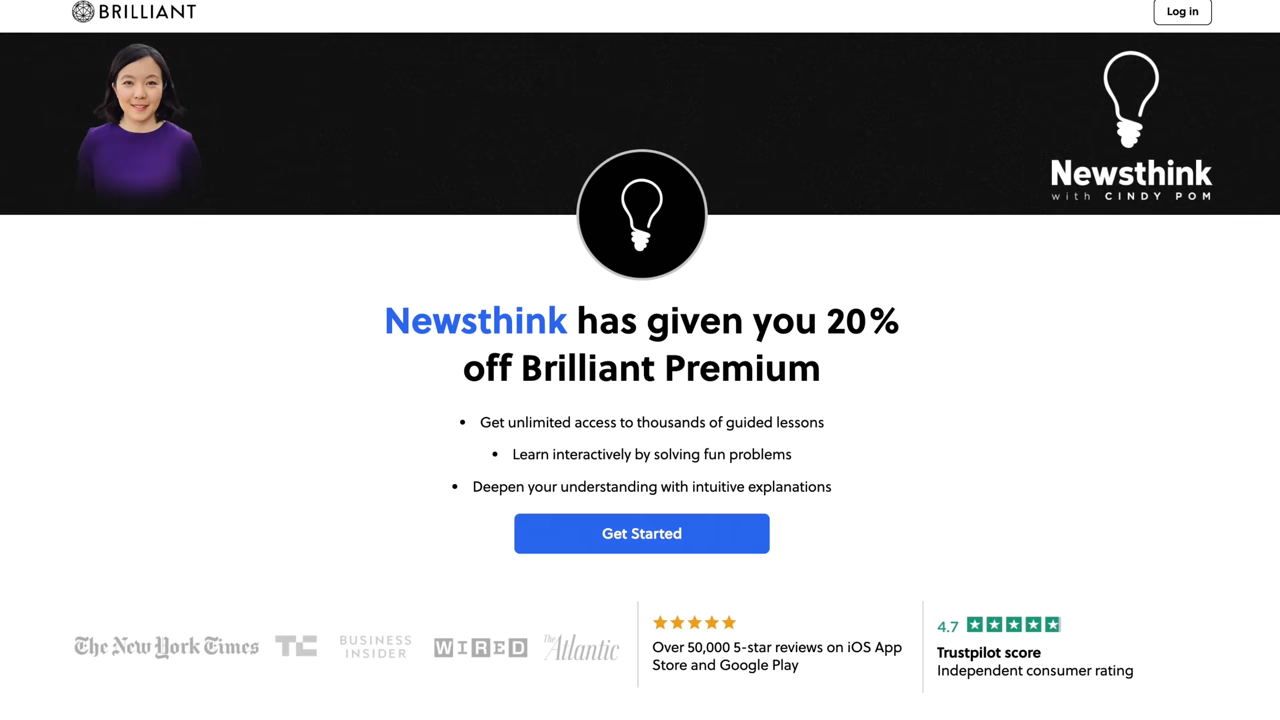 BRILLIANT
Log in
Newsthink
with CINDY POM
Newsthink has given you 20%
off Brilliant Premium
• Get unlimited access to thousands of guided lessons
• Learn interactively by solving fun problems
• Deepen your understanding with intuitive explanations
Get Started
The New York Times
TC
BUSINESS
INSIDER
WIRED
The Atlantic
Over 50,000 5-star reviews on iOS App
Store and Google Play
4.7
Trustpilot score
Independent consumer rating